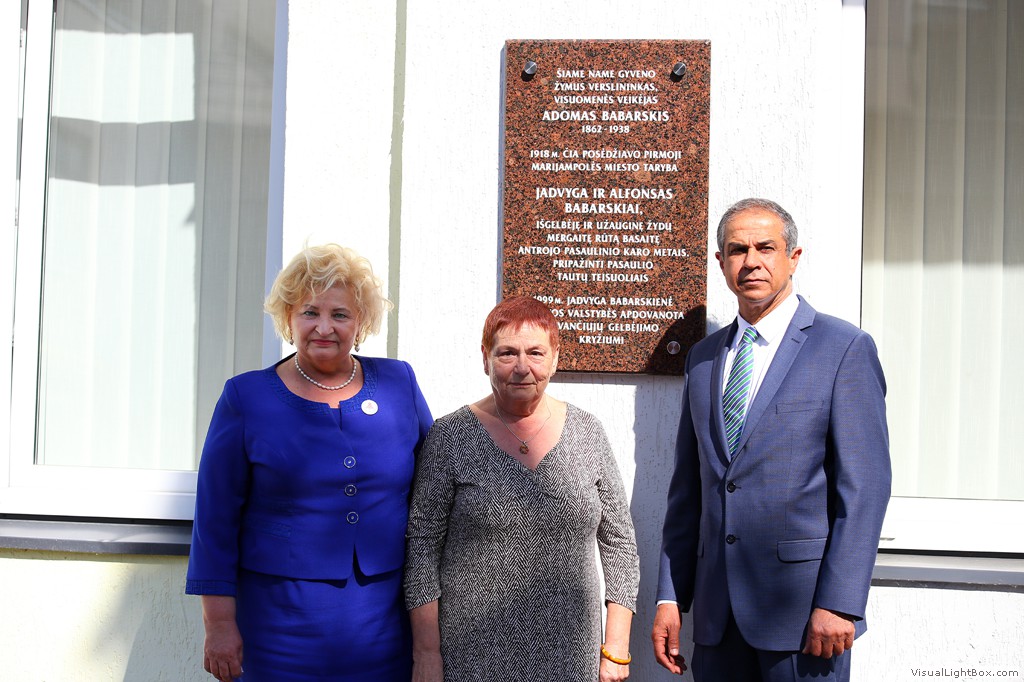 ŠIAME NAME GYVENO
ŽYMUS VERSLININKAS,
VISUOMENĖS VEIKĖJAS
ADOMAS BABARSKIS
1862 - 1938
1918 M. ČIA POSĖDŽIAVO PIRMOJI
MARIJAMPOLĖS MIESTO TARYBA
JADVYGA IR ALFONSAS
BABARSKIAI,
IŠGELBĖJĘ IR UŽAUGINĘ ŽYDŲ
MERGAITĘ RŪTĄ BASAITĘ
ANTROJO PASAULINIO KARO METAIS,
PRIPAŽINTI PASAULIO
TAUTŲ TEISUOLIAIS
1999 M. JADVYGA BABARSKIENĖ
VALSTYBĖS APDOVANOTA
GELBĖJIMO
KRYŽIUMI
VisualLightBox.com